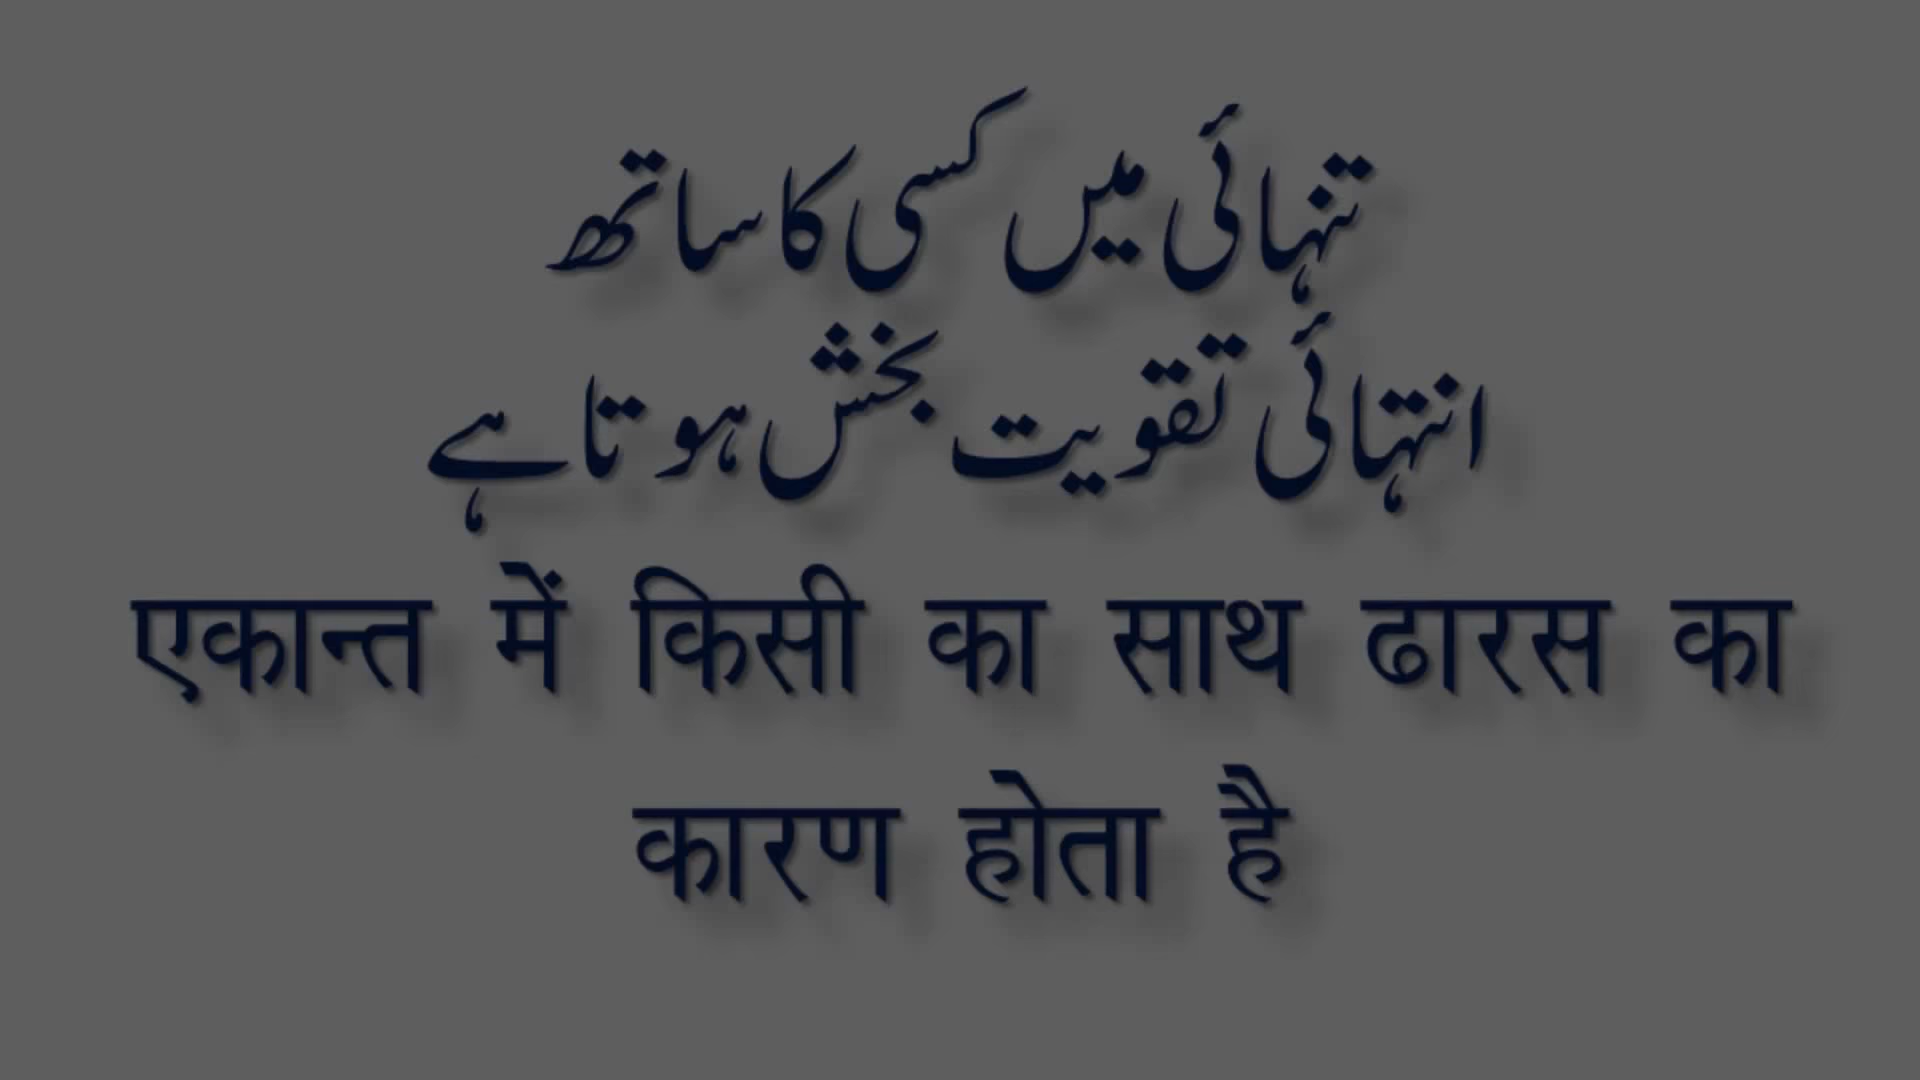 تنہائی میں کسی کا ساتھ
انتہائی تقویت بخش ہوتا ہے
एकान्त में किसी का साथ ढारस का
कारण होता है